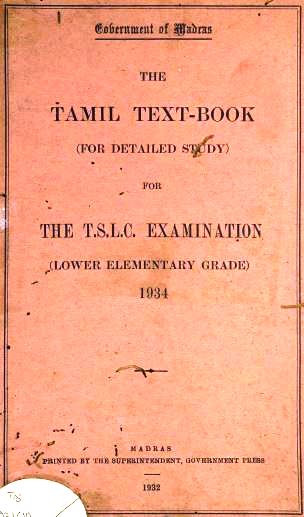 Government of Madras
THE
TAMIL TEXT-BOOK
(FOR DETAILED STUDY)
FOR
THE T.S.L.C. EXAMINATION
(LOWER ELEMENTARY GRADE)
1934
MADRAS
PRINTED BY THE SUPERINTENDENT, GOVERNMENT PRESS
1932